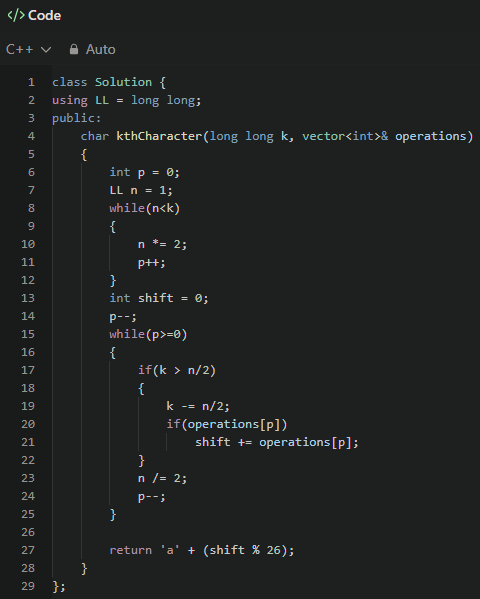 </> Code
C++ Auto
1 class Solution {
2 using LL = long long;
3 public:
4     char kthCharacter(long long k, vector<int>& operations)
5     {
6         int p = 0;
7         LL n = 1;
8         while(n<k)
9         {
10             n *= 2;
11             p++;
12         }
13         int shift = 0;
14         p--;
15         while(p>=0)
16         {
17             if(k > n/2)
18             {
19                 k -= n/2;
20                 if(operations[p])
21                     shift += operations[p];
22             }
23             n /= 2;
24             p--;
25         }
26
27         return 'a' + (shift % 26);
28     }
29 };